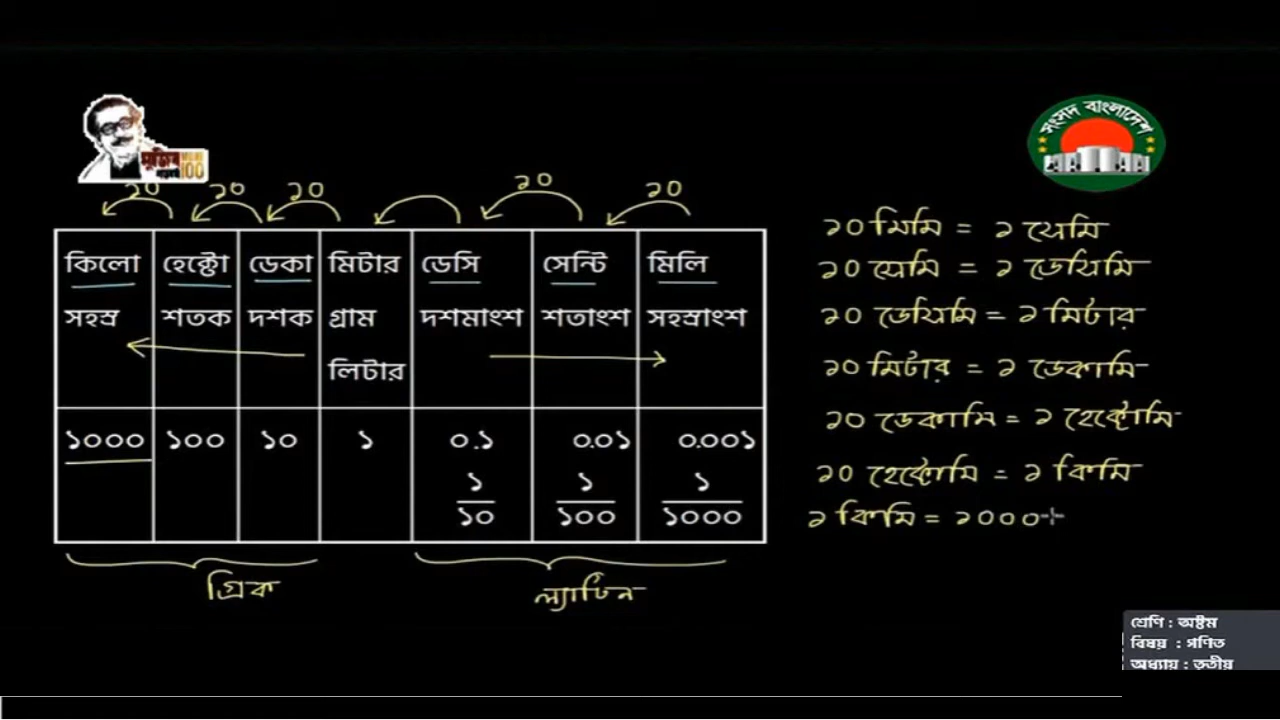 সংসদ বাংলাদেশ
১০ ১০ ১০ ১০ ১০
কিলো হেক্টো ডেকা মিটার ডেসি সেন্টি মিলি
সহস্র শতক দশক গ্রাম দশমাংশ শতাংশ সহস্রাংশ
লিটার
১০০০ ১০০ ১০ ১ ০.১ ০.০১ ০.০০১
১/১০ ১/১০০ ১/১০০০
গ্রিক ল্যাটিন
১০ মিমি = ১ সেমি
১০ সেমি = ১ ডেসিমি
১০ ডেসিমি = ১ মিটার
১০ মিটার = ১ ডেকামি
১০ ডেকামি = ১ হেক্টোমি
১০ হেক্টোমি = ১ কিমি
১ কিমি = ১০০০
শ্রেণি : অষ্টম
বিষয় : গণিত
অধ্যায় : তৃতীয়